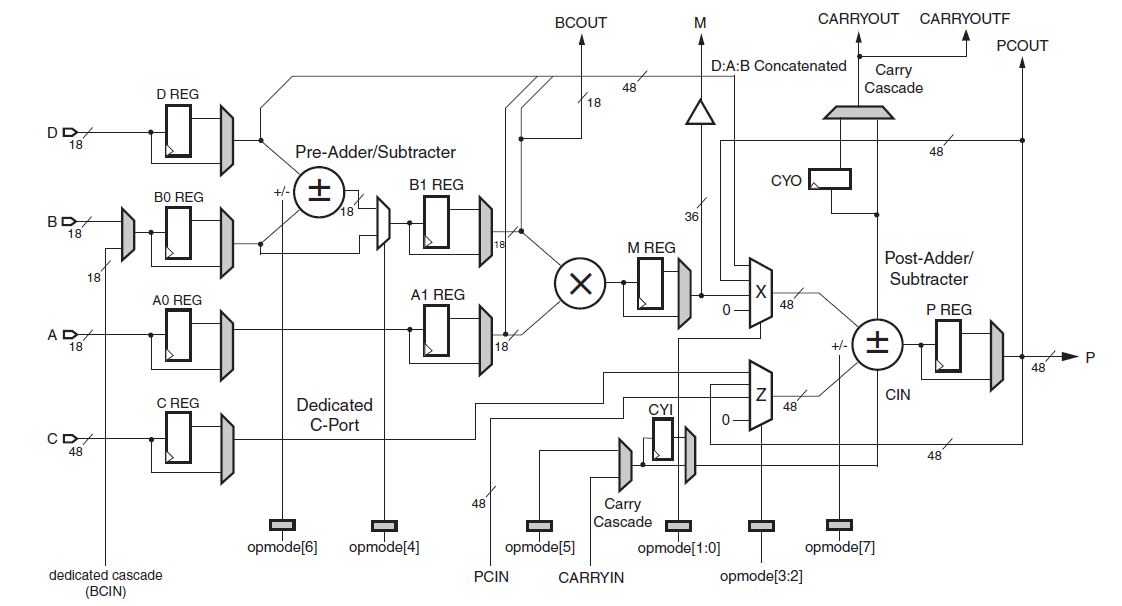 BCOUT
M
CARRYOUT
CARRYOUTF
PCOUT
D:A:B Concatenated
Carry
Cascade
48
18
D REG
D
18
Pre-Adder/Subtracter
+/-
±
18
B1 REG
48
CYO
36
B0 REG
B
18
18
18
M REG
Post-Adder/
Subtracter
×
X
48
0
A0 REG
A
18
A1 REG
18
P REG
+/-
±
CIN
48
P
C REG
C
48
Dedicated
C-Port
Z
48
0
CYI
48
48
Carry
Cascade
opmode[6]
opmode[4]
opmode[5]
opmode[1:0]
opmode[7]
dedicated cascade
(BCIN)
PCIN
CARRYIN
opmode[3:2]